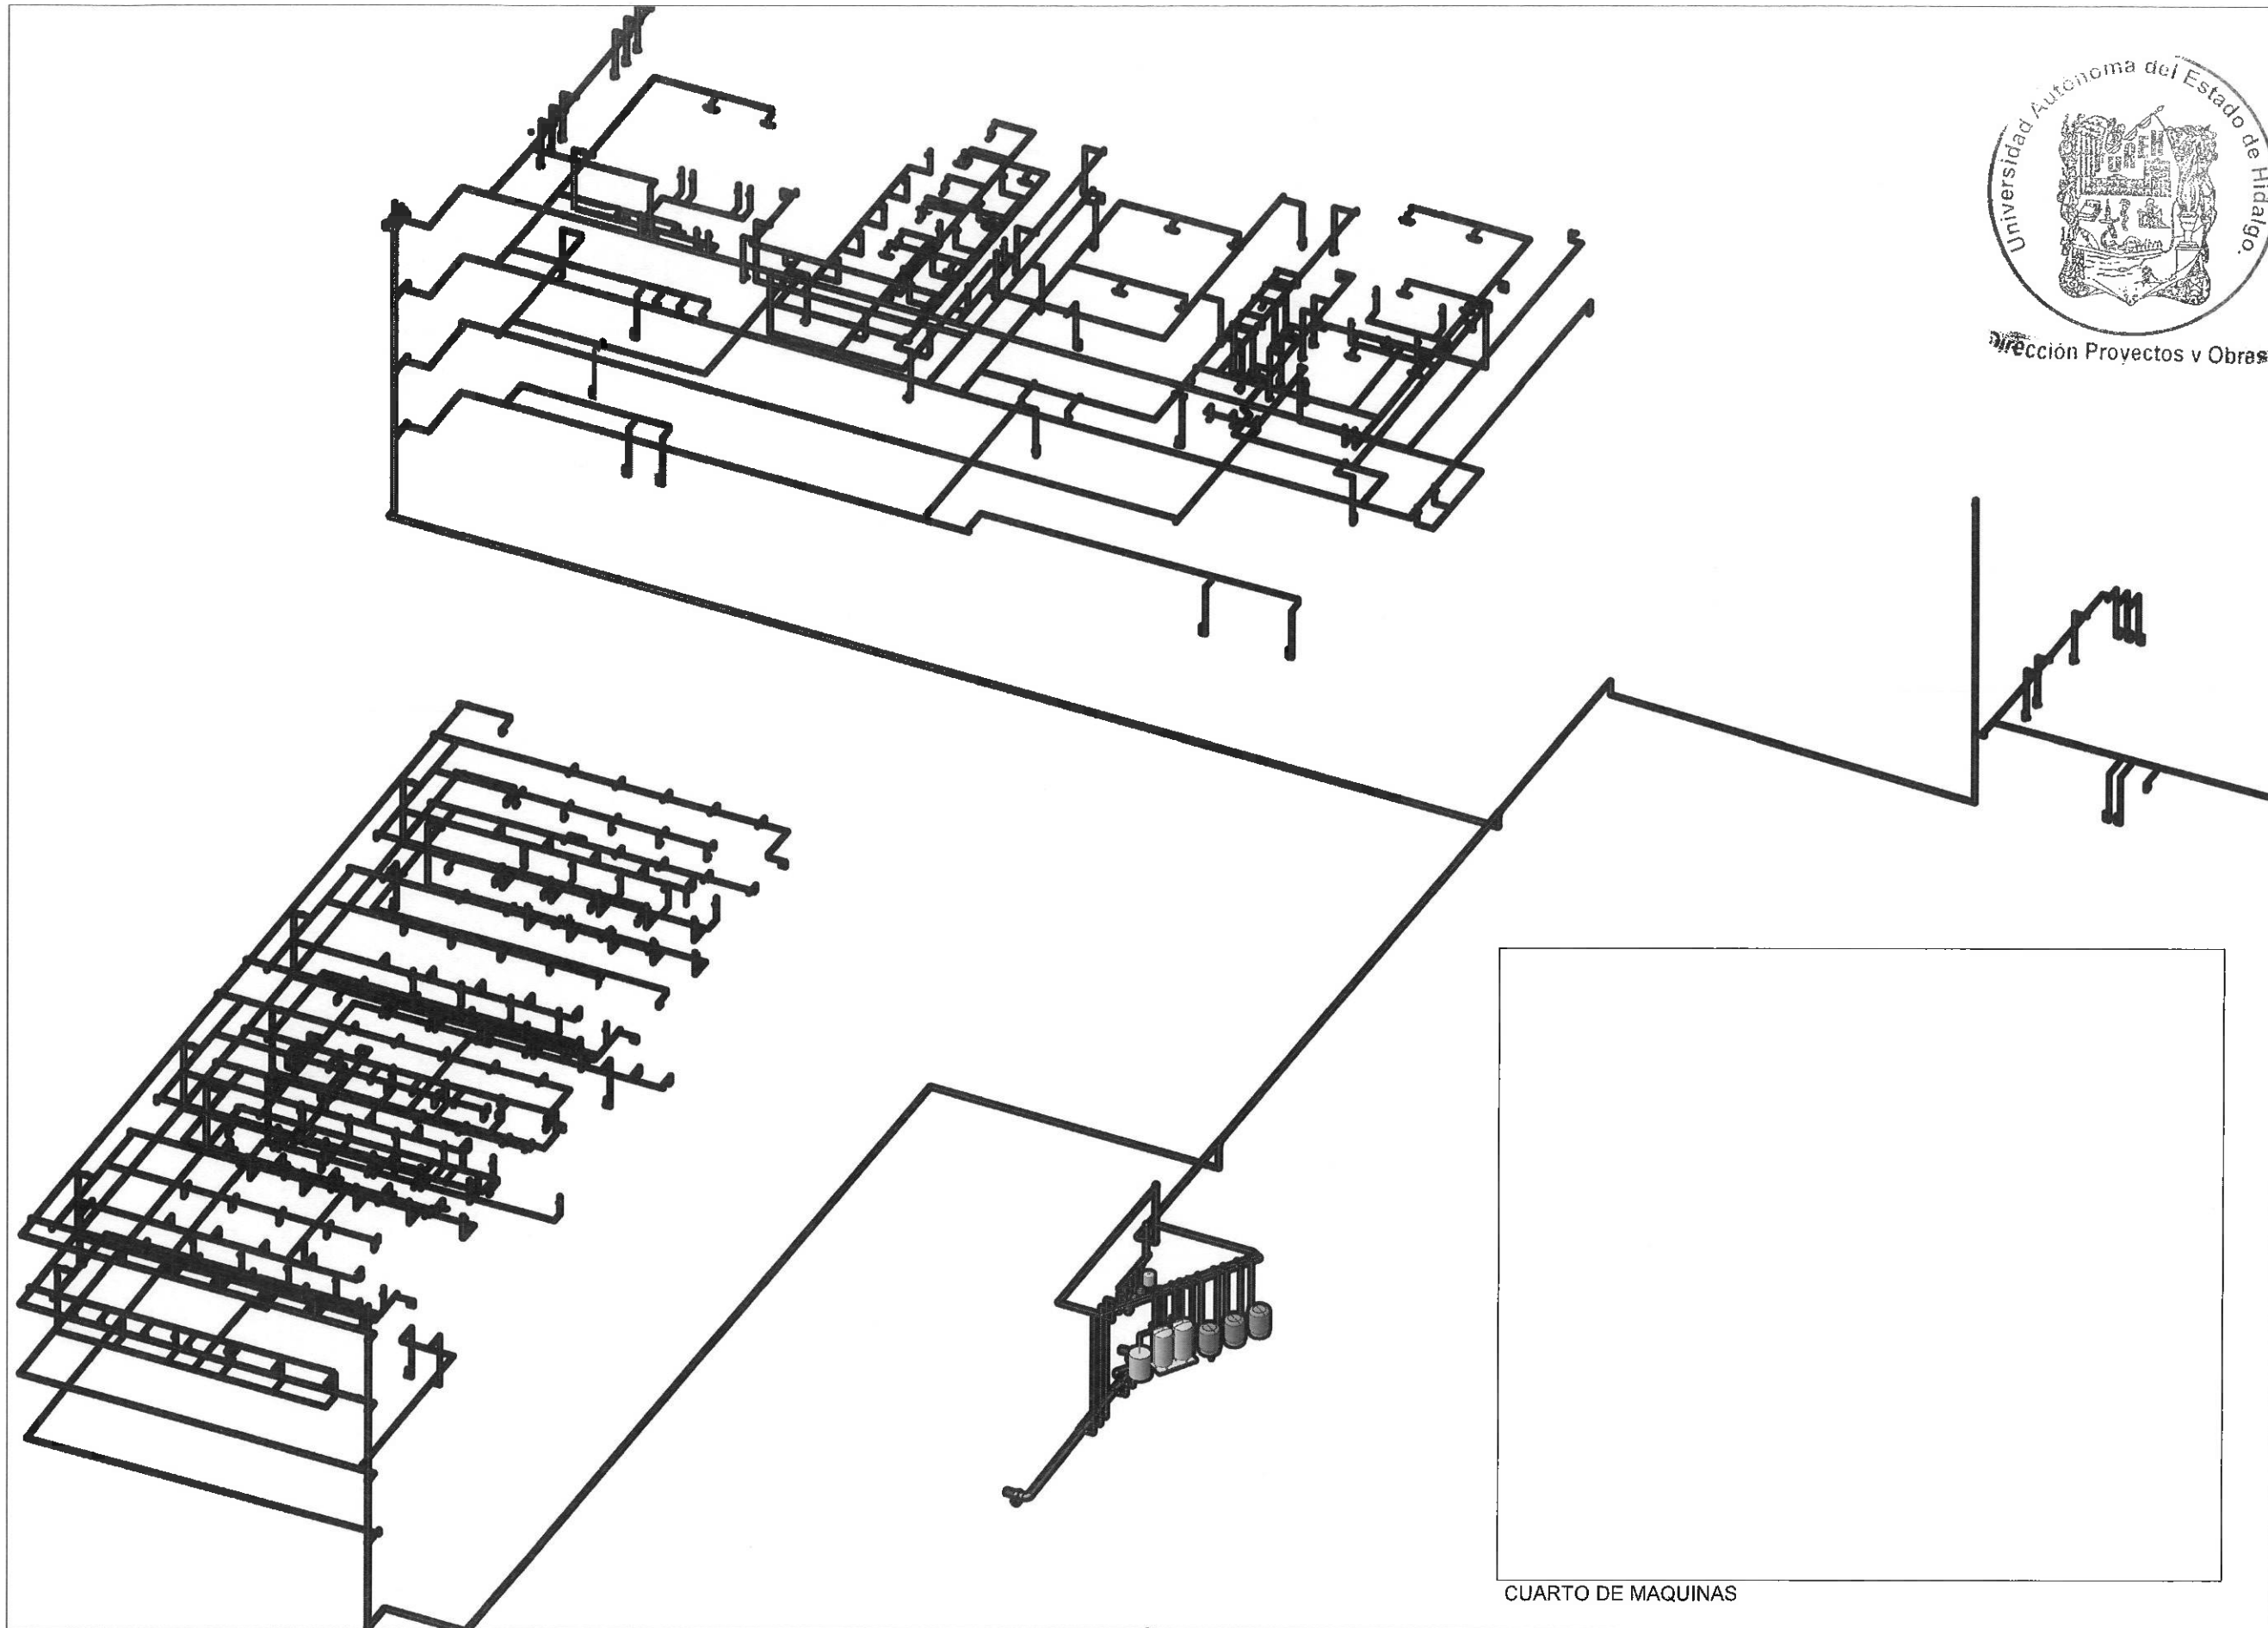 Universidad Autónoma del Estado de Hidalgo.
Dirección Proyectos y Obras
CUARTO DE MAQUINAS